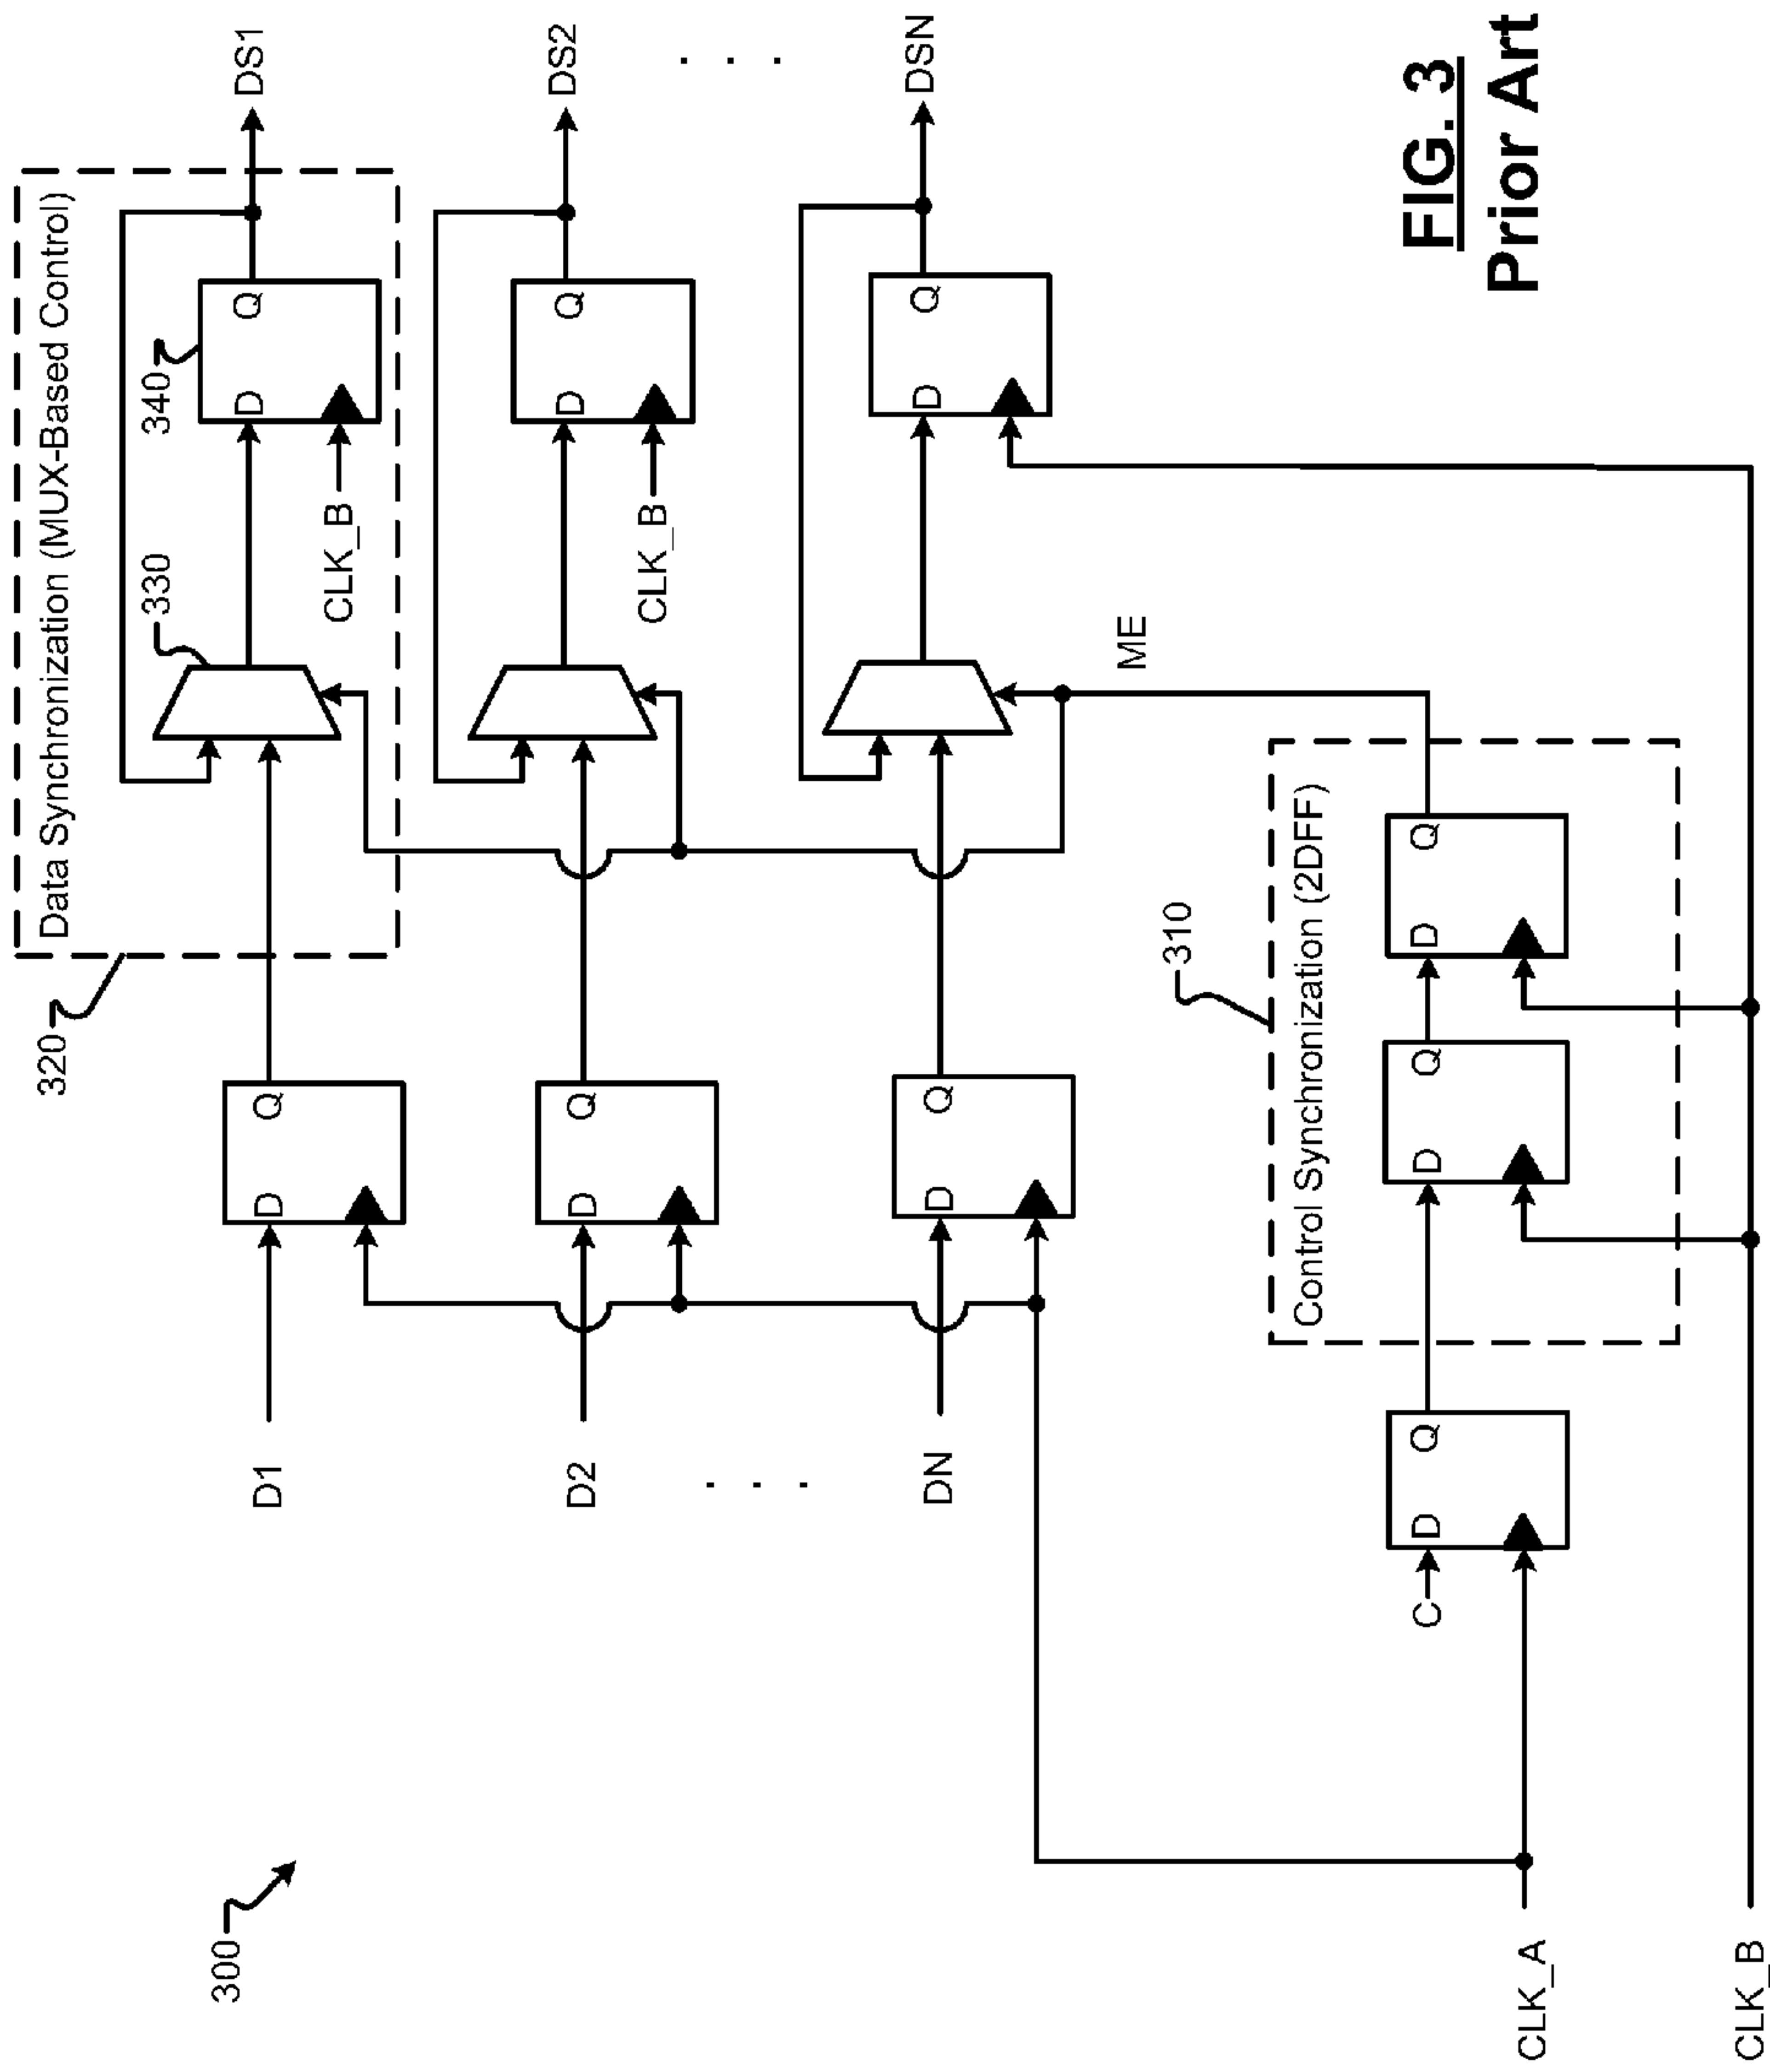 300
320
Data Synchronization (MUX-Based Control)
330
340
D1
D
Q
D
Q
DS1
CLK_B
D2
D
Q
D
Q
DS2
CLK_B
. . .
. . .
DN
D
Q
D
Q
DSN
ME
310
Control Synchronization (2DFF)
C
D
Q
D
Q
D
Q
CLK_A
CLK_B
FIG. 3
Prior Art